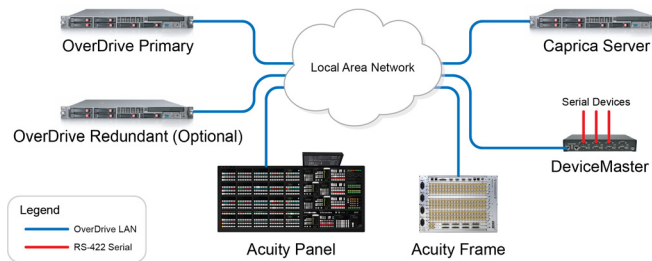 OverDrive Primary
Caprica Server
Local Area Network
Serial Devices
OverDrive Redundant (Optional)
DeviceMaster
Legend
OverDrive LAN
RS-422 Serial
Acuity Panel
Acuity Frame